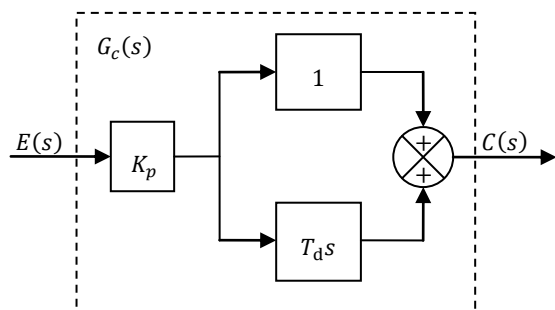 G_c(s)
1
E(s)
K_p
+
+
C(s)
T_d s